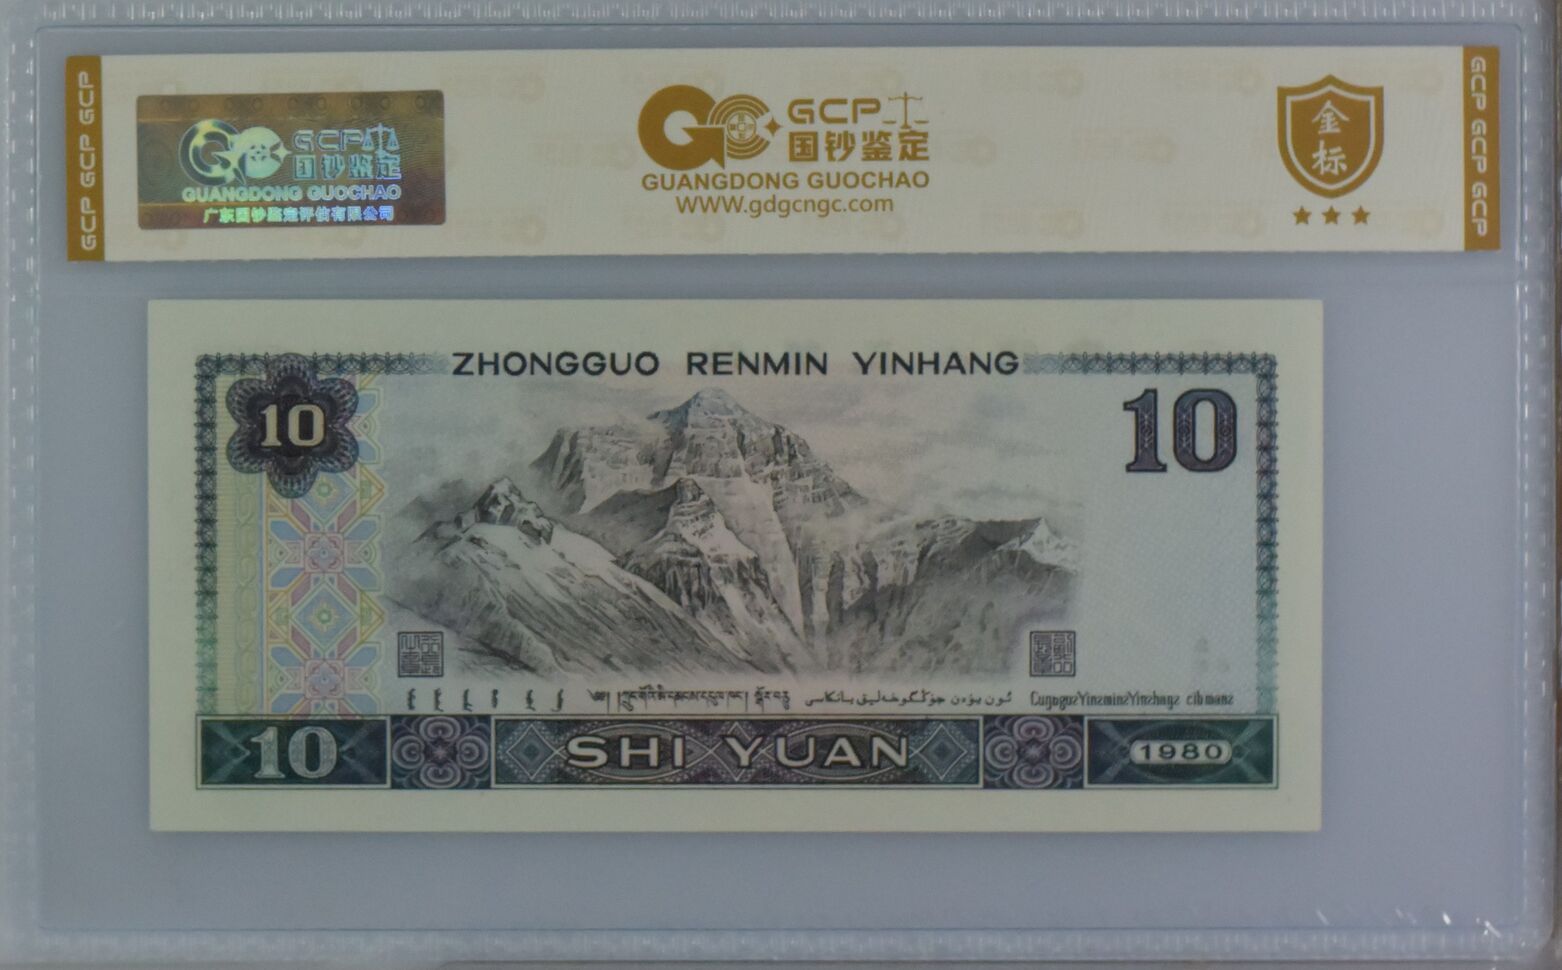 GCP GCP GCP
GCP
国钞鉴定
GUANGDONG GUOCHAO
广东国钞鉴定评估有限公司
GCP
国钞鉴定
GUANGDONG GUOCHAO
WWW.gdgcngc.com
金标
GCP GCP GCP
ZHONGGUO RENMIN YINHANG
10
10
10
SHI YUAN
1980